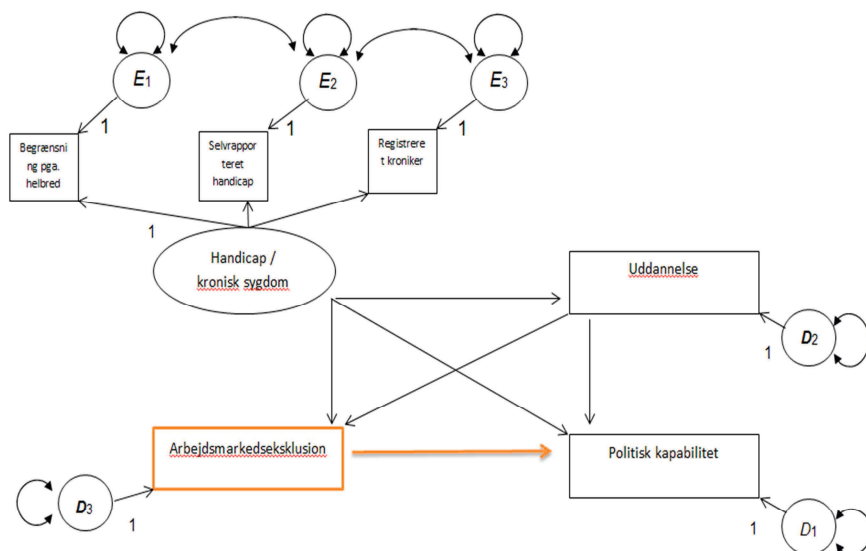 E1
E2
E3
1
1
1
Begrænsni
ng pga.
helbred
Selvrappor
teret
handicap
Registrere
t kroniker
1
Handicap /
kronisk sygdom
Uddannelse
D2
1
Arbejdsmarkedseksklusion
Politisk kapabilitet
D3
1
1
D1